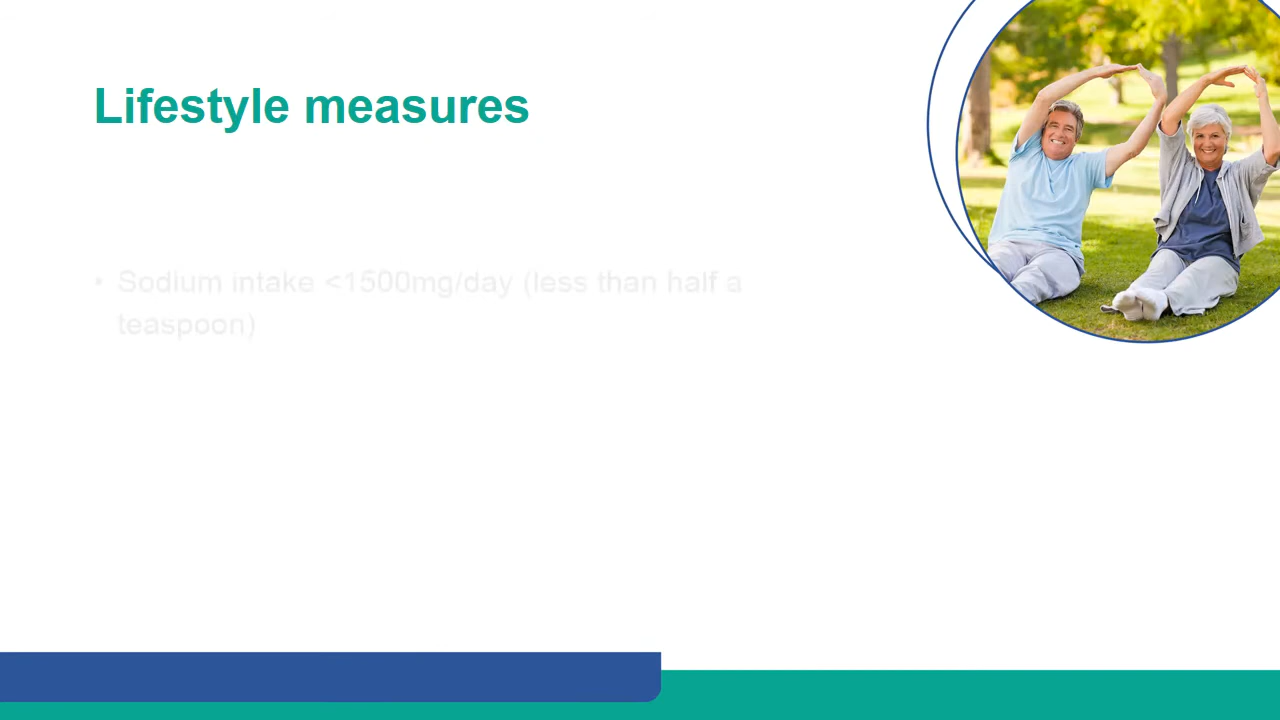 Lifestyle measures
• Sodium intake <1500mg/day (less than half a
teaspoon)